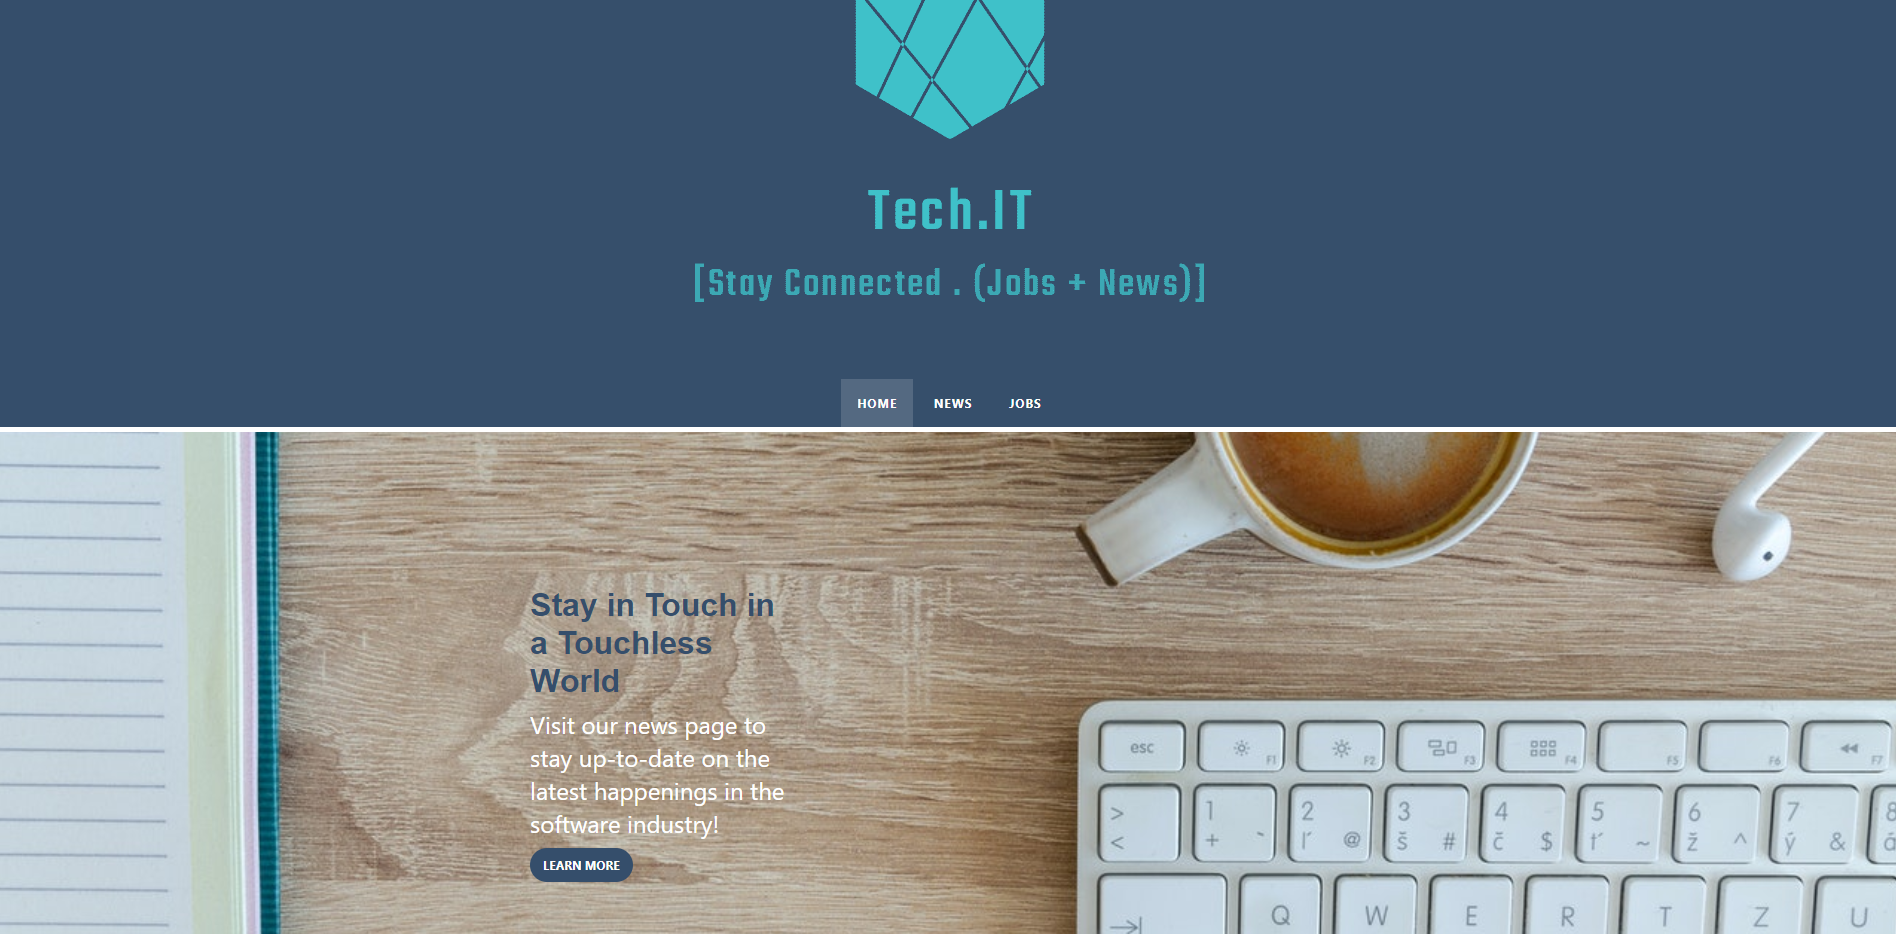 Tech.IT
[Stay Connected . (Jobs + News)]
HOME NEWS JOBS
Stay in Touch in
a Touchless
World
Visit our news page to
stay up-to-date on the
latest happenings in the
software industry!
LEARN MORE
esc F1 F2 F3 F4 F5 F6 F7
> 1 2 3 4 5 6 7 8
< + ˇ ľ @ š # č $ ť ~ ž ^ ý & á
Q W E R T Z U